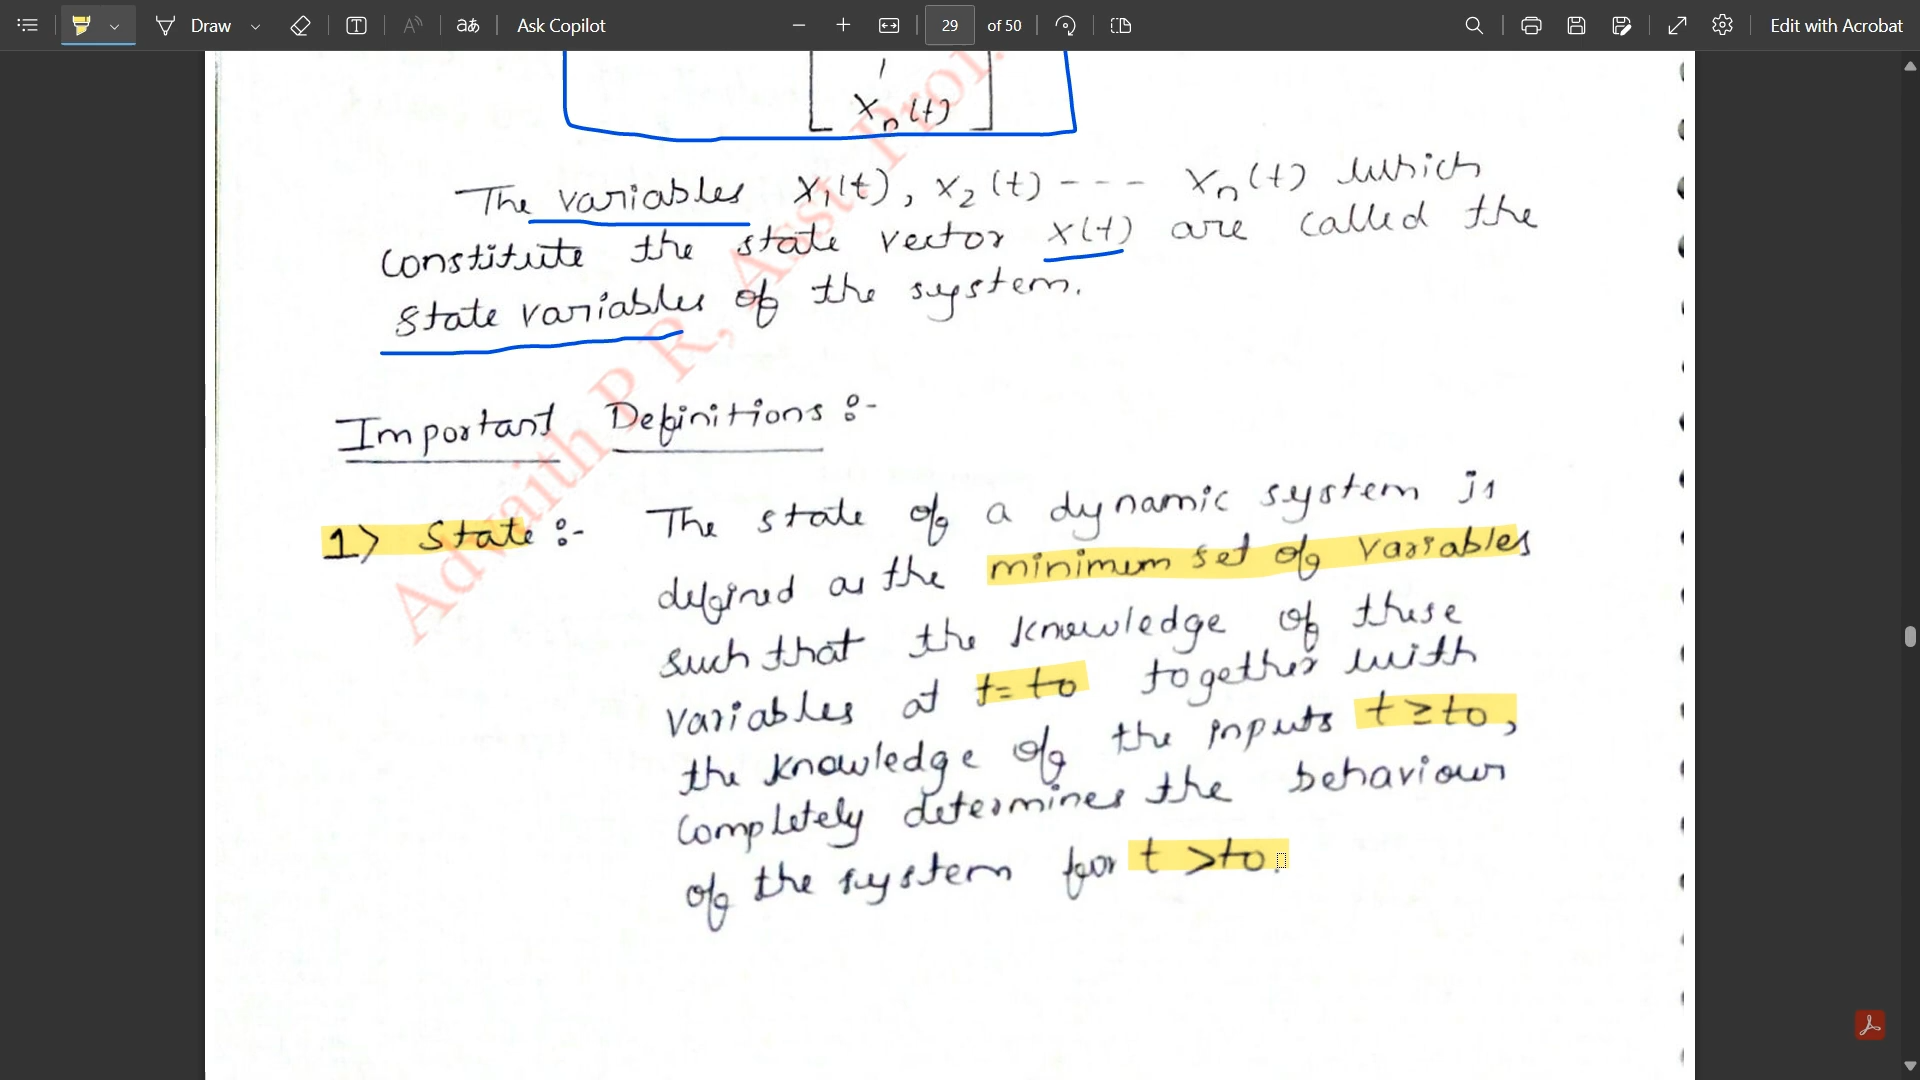 Draw
Ask Copilot
29 of 50
Edit with Acrobat
Xn(t)
The variables X1(t), X2(t) --- Xn(t) which
constitute the state vector X(t) are called the
State variables of the system.
Important Definitions :-
1) State :- The state of a dynamic system is
defined as the minimum set of variables
such that the knowledge of these
variables at t = to together with
the knowledge of the inputs t ≥ to,
completely determines the behaviour
of the system for t > to.
Adwaith P R, Asst. Prof.